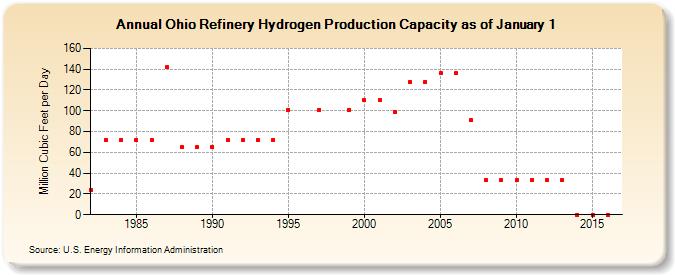 Annual Ohio Refinery Hydrogen Production Capacity as of January 1
Million Cubic Feet per Day
160
140
120
100
80
60
40
20
0
1985 1990 1995 2000 2005 2010 2015
Source: U.S. Energy Information Administration